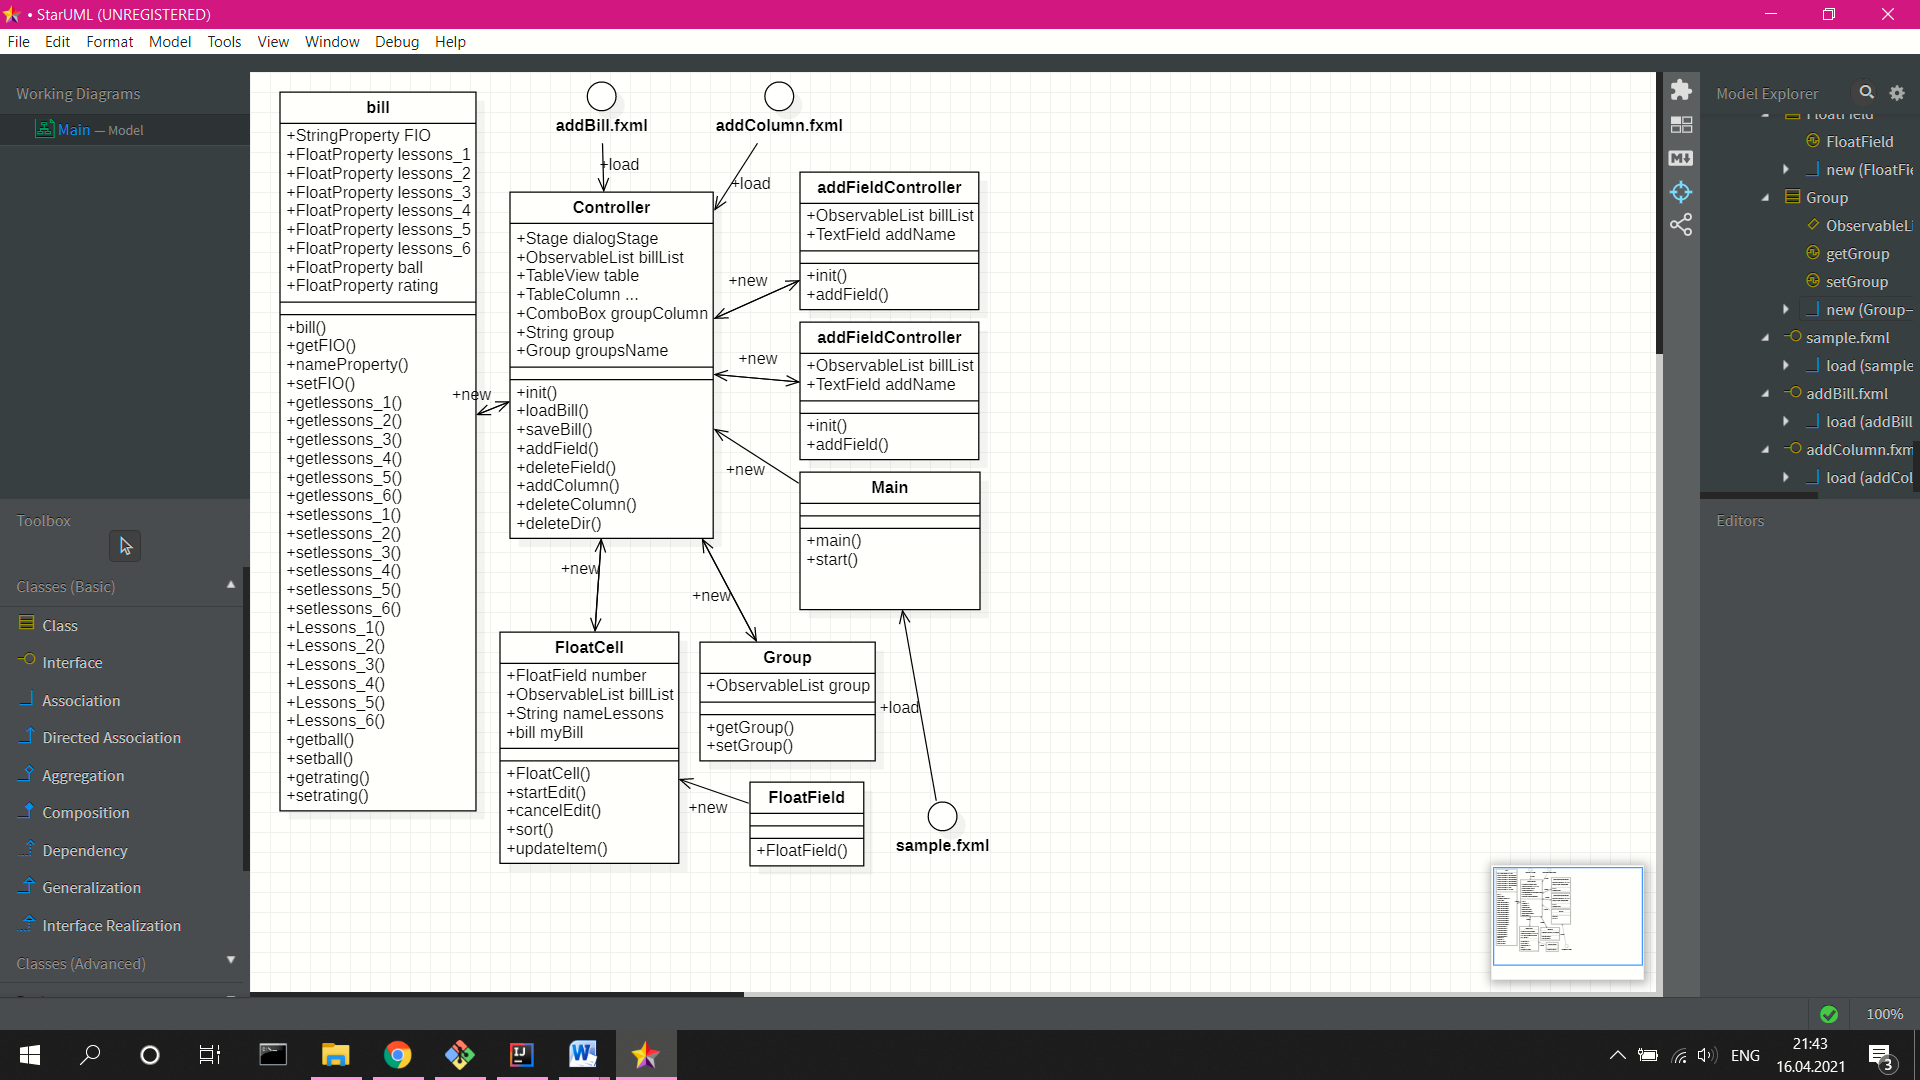 • StarUML (UNREGISTERED)
File Edit Format Model Tools View Window Debug Help
Working Diagrams
Main — Model
Toolbox
Classes (Basic)
Class
Interface
Association
Directed Association
Aggregation
Composition
Dependency
Generalization
Interface Realization
Classes (Advanced)
bill
+StringProperty FIO
+FloatProperty lessons_1
+FloatProperty lessons_2
+FloatProperty lessons_3
+FloatProperty lessons_4
+FloatProperty lessons_5
+FloatProperty lessons_6
+FloatProperty ball
+FloatProperty rating
+bill()
+getFIO()
+nameProperty()
+setFIO()
+getlessons_1()
+getlessons_2()
+getlessons_3()
+getlessons_4()
+getlessons_5()
+getlessons_6()
+setlessons_1()
+setlessons_2()
+setlessons_3()
+setlessons_4()
+setlessons_5()
+setlessons_6()
+Lessons_1()
+Lessons_2()
+Lessons_3()
+Lessons_4()
+Lessons_5()
+Lessons_6()
+getball()
+setball()
+getrating()
+setrating()
+new
addBill.fxml
+load
addColumn.fxml
+load
Controller
+Stage dialogStage
+ObservableList billList
+TableView table
+TableColumn ...
+ComboBox groupColumn
+String group
+Group groupsName
+init()
+loadBill()
+saveBill()
+addField()
+deleteField()
+addColumn()
+deleteColumn()
+deleteDir()
+new
+new
+new
+new
+new
addFieldController
+ObservableList billList
+TextField addName
+init()
+addField()
addFieldController
+ObservableList billList
+TextField addName
+init()
+addField()
Main
+main()
+start()
FloatCell
+FloatField number
+ObservableList billList
+String nameLessons
+bill myBill
+FloatCell()
+startEdit()
+cancelEdit()
+sort()
+updateItem()
Group
+ObservableList group
+getGroup()
+setGroup()
+load
+new
FloatField
+FloatField()
sample.fxml
Model Explorer
FloatField
FloatField
new (FloatFie
Group
ObservableLi
getGroup
setGroup
new (Group–
sample.fxml
load (sample
addBill.fxml
load (addBill
addColumn.fxm
load (addCol
Editors
100%
ENG
21:43
16.04.2021
3